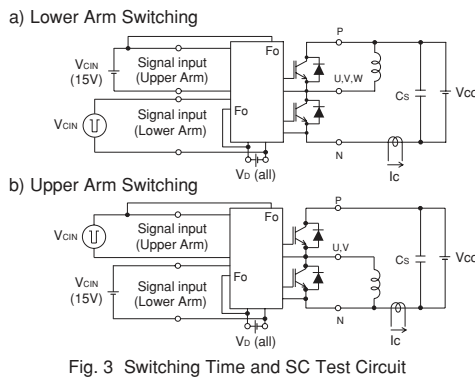 a) Lower Arm Switching
P
Fo
VCIN
(15V)
Signal input
(Upper Arm)
U,V,W
CS
VCC
VCIN
Signal input
(Lower Arm)
Fo
N
VD (all)
Ic
b) Upper Arm Switching
P
Fo
VCIN
Signal input
(Upper Arm)
U,V
CS
VCC
VCIN
(15V)
Signal input
(Lower Arm)
Fo
N
VD (all)
Ic
Fig. 3 Switching Time and SC Test Circuit